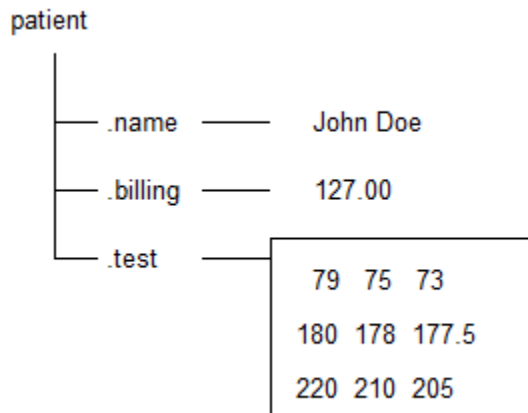 patient
.name John Doe
.billing 127.00
.test
79 75 73
180 178 177.5
220 210 205